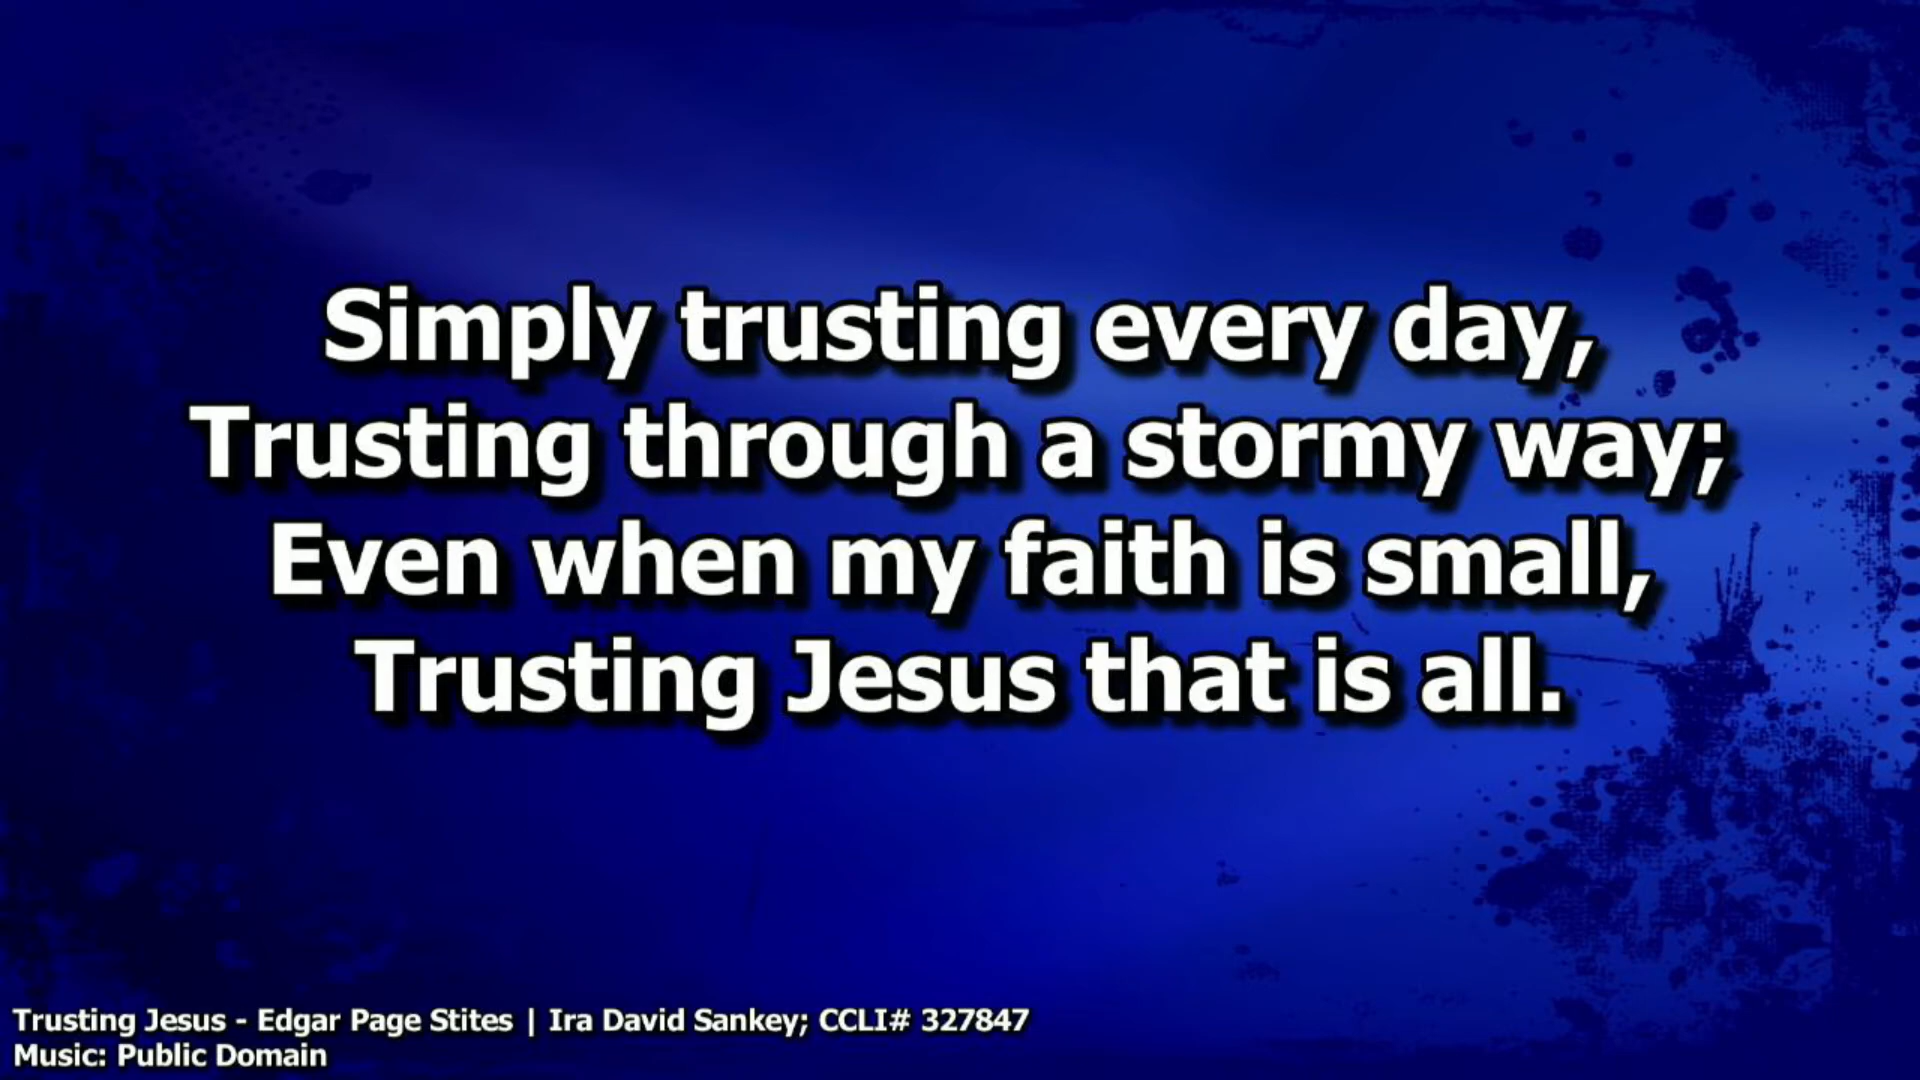 Simply trusting every day,
Trusting through a stormy way;
Even when my faith is small,
Trusting Jesus that is all.
Trusting Jesus - Edgar Page Stites | Ira David Sankey; CCLI# 327847
Music: Public Domain